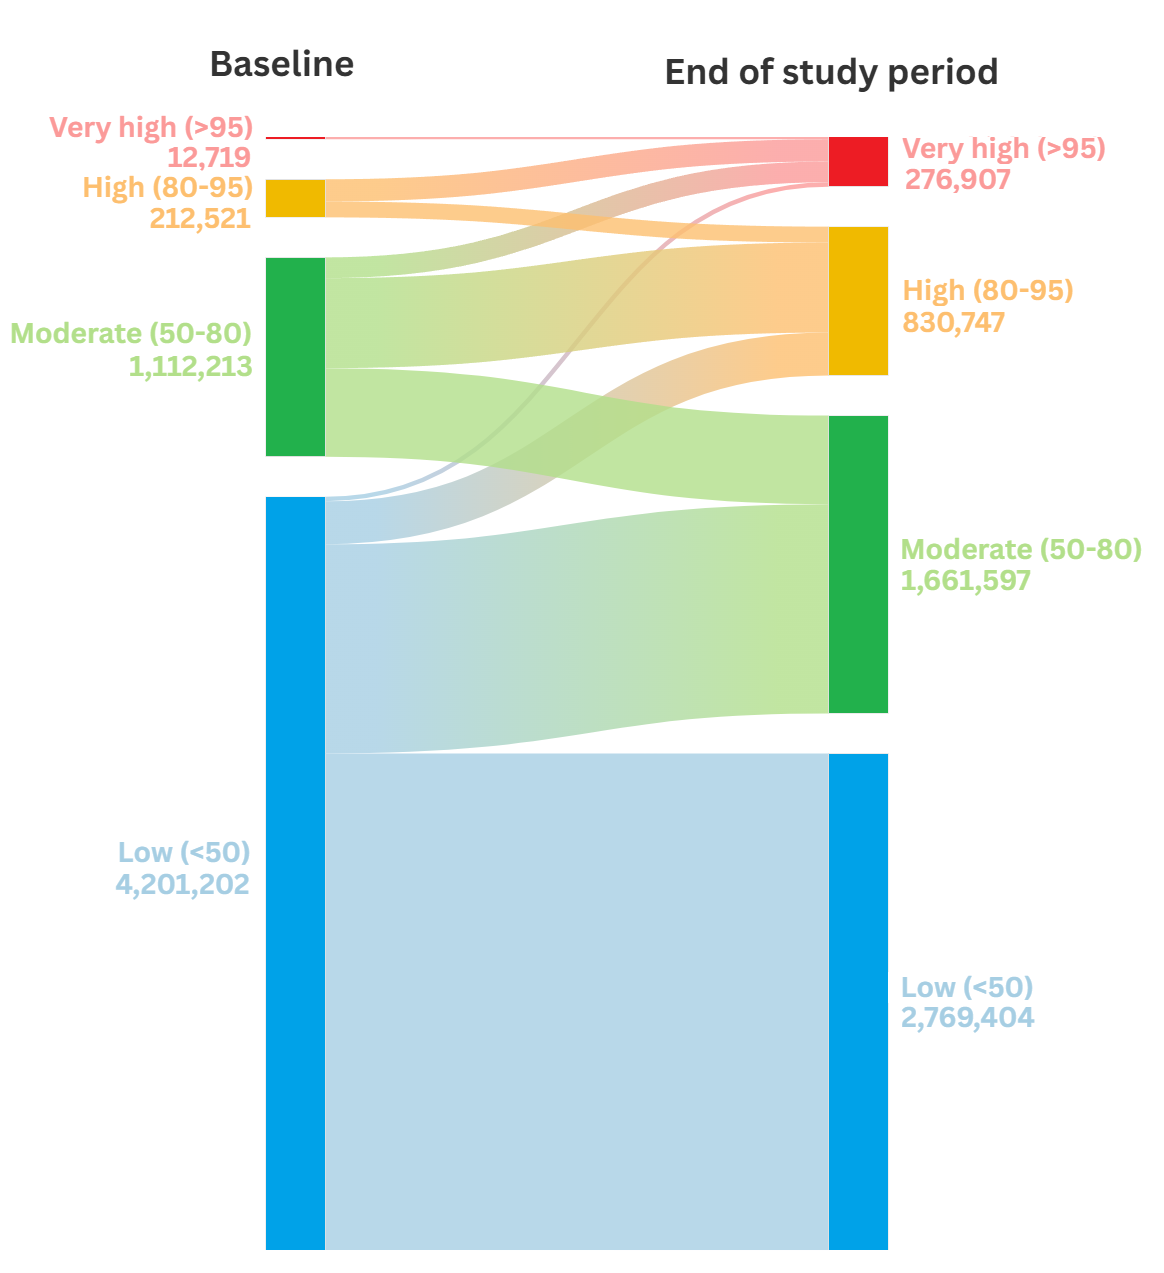 Baseline
End of study period
Very high (>95)
12,719
High (80-95)
212,521
Moderate (50-80)
1,112,213
Low (<50)
4,201,202
Very high (>95)
276,907
High (80-95)
830,747
Moderate (50-80)
1,661,597
Low (<50)
2,769,404